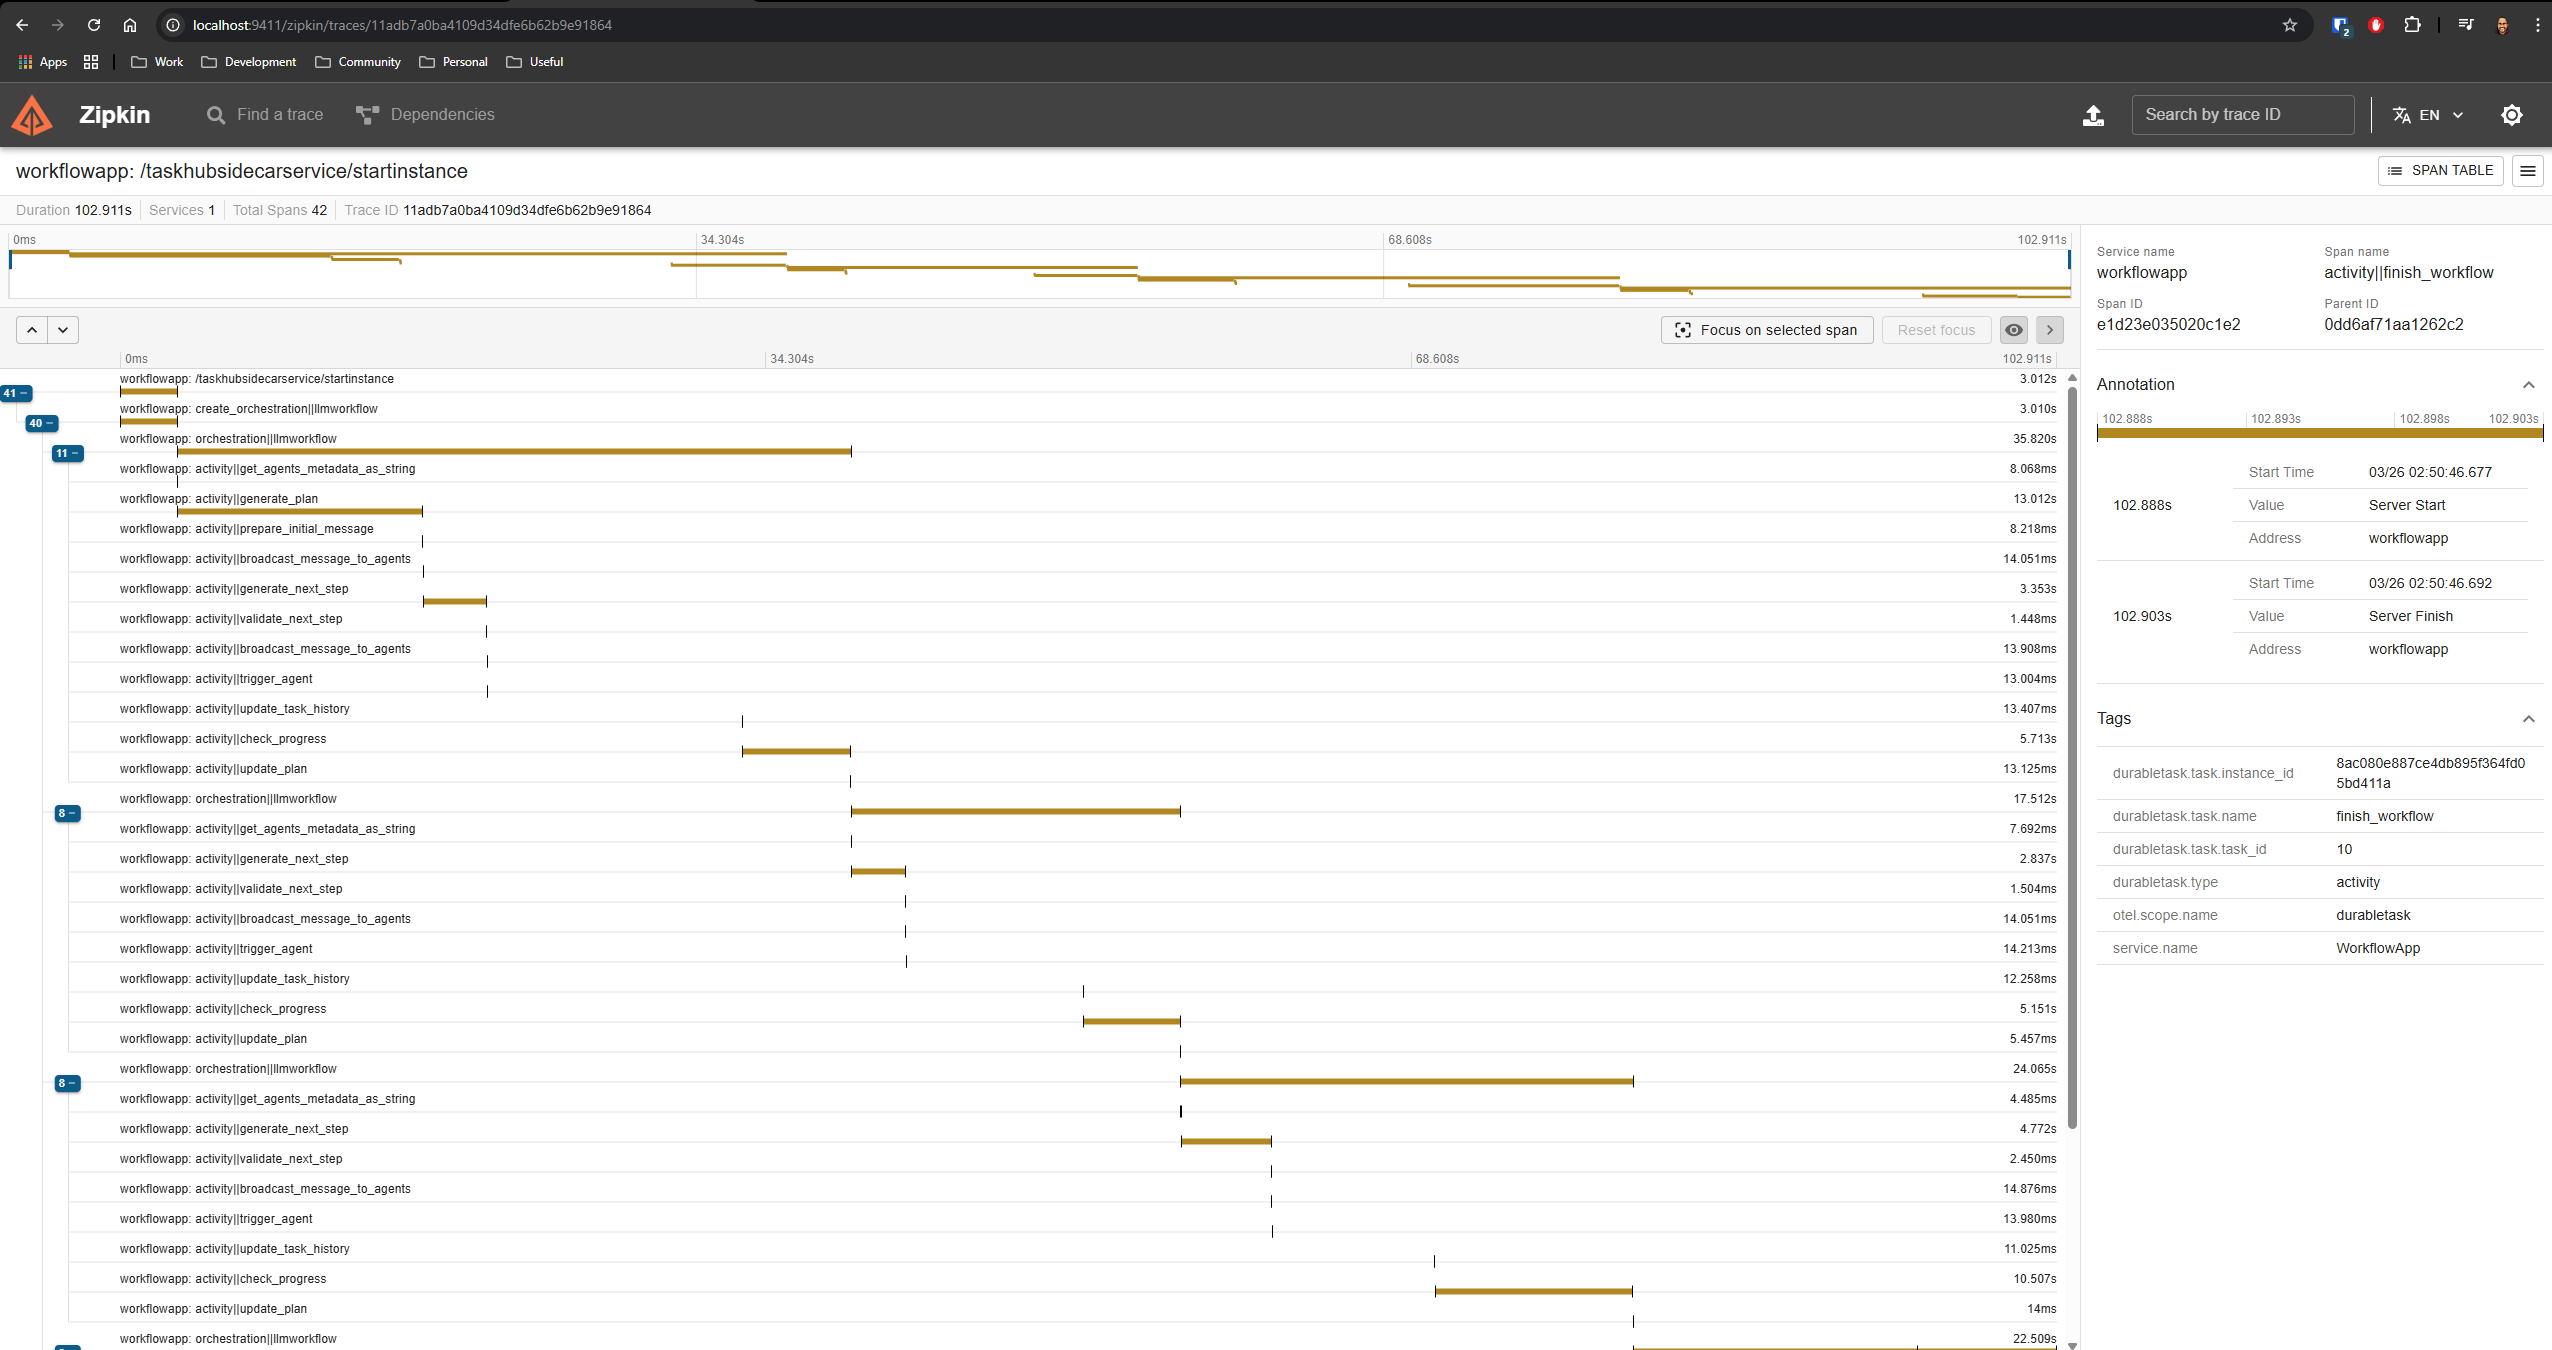 localhost:9411/zipkin/traces/11adb7a0ba4109d34dfe6b62b9e91864
2
Apps Work Development Community Personal Useful
Zipkin Find a trace Dependencies Search by trace ID EN
workflowapp: /taskhubsidecarservice/startinstance SPAN TABLE
Duration 102.911s Services 1 Total Spans 42 Trace ID 11adb7a0ba4109d34dfe6b62b9e91864
0ms 34.304s 68.608s 102.911s
Focus on selected span Reset focus
0ms 34.304s 68.608s 102.911s
workflowapp: /taskhubsidecarservice/startinstance 3.012s
41 −
workflowapp: create_orchestration||llmworkflow 3.010s
40 −
workflowapp: orchestration||llmworkflow 35.820s
11 −
workflowapp: activity||get_agents_metadata_as_string 8.068ms
workflowapp: activity||generate_plan 13.012s
workflowapp: activity||prepare_initial_message 8.218ms
workflowapp: activity||broadcast_message_to_agents 14.051ms
workflowapp: activity||generate_next_step 3.353s
workflowapp: activity||validate_next_step 1.448ms
workflowapp: activity||broadcast_message_to_agents 13.908ms
workflowapp: activity||trigger_agent 13.004ms
workflowapp: activity||update_task_history 13.407ms
workflowapp: activity||check_progress 5.713s
workflowapp: activity||update_plan 13.125ms
workflowapp: orchestration||llmworkflow 17.512s
8 −
workflowapp: activity||get_agents_metadata_as_string 7.692ms
workflowapp: activity||generate_next_step 2.837s
workflowapp: activity||validate_next_step 1.504ms
workflowapp: activity||broadcast_message_to_agents 14.051ms
workflowapp: activity||trigger_agent 14.213ms
workflowapp: activity||update_task_history 12.258ms
workflowapp: activity||check_progress 5.151s
workflowapp: activity||update_plan 5.457ms
workflowapp: orchestration||llmworkflow 24.065s
8 −
workflowapp: activity||get_agents_metadata_as_string 4.485ms
workflowapp: activity||generate_next_step 4.772s
workflowapp: activity||validate_next_step 2.450ms
workflowapp: activity||broadcast_message_to_agents 14.876ms
workflowapp: activity||trigger_agent 13.980ms
workflowapp: activity||update_task_history 11.025ms
workflowapp: activity||check_progress 10.507s
workflowapp: activity||update_plan 14ms
workflowapp: orchestration||llmworkflow 22.509s
Service name Span name
workflowapp activity||finish_workflow
Span ID Parent ID
e1d23e035020c1e2 0dd6af71aa1262c2
Annotation
102.888s 102.893s 102.898s 102.903s
Start Time 03/26 02:50:46.677
102.888s Value Server Start
Address workflowapp
Start Time 03/26 02:50:46.692
102.903s Value Server Finish
Address workflowapp
Tags
durabletask.task.instance_id 8ac080e887ce4db895f364fd0
5bd411a
durabletask.task.name finish_workflow
durabletask.task.task_id 10
durabletask.type activity
otel.scope.name durabletask
service.name WorkflowApp